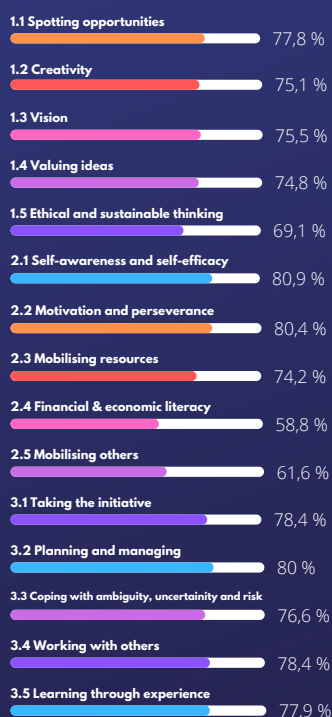 1.1 Spotting opportunities
77,8 %
1.2 Creativity
75,1 %
1.3 Vision
75,5 %
1.4 Valuing ideas
74,8 %
1.5 Ethical and sustainable thinking
69,1 %
2.1 Self-awareness and self-efficacy
80,9 %
2.2 Motivation and perseverance
80,4 %
2.3 Mobilising resources
74,2 %
2.4 Financial & economic literacy
58,8 %
2.5 Mobilising others
61,6 %
3.1 Taking the initiative
78,4 %
3.2 Planning and managing
80 %
3.3 Coping with ambiguity, uncertainity and risk
76,6 %
3.4 Working with others
78,4 %
3.5 Learning through experience
77,9 %